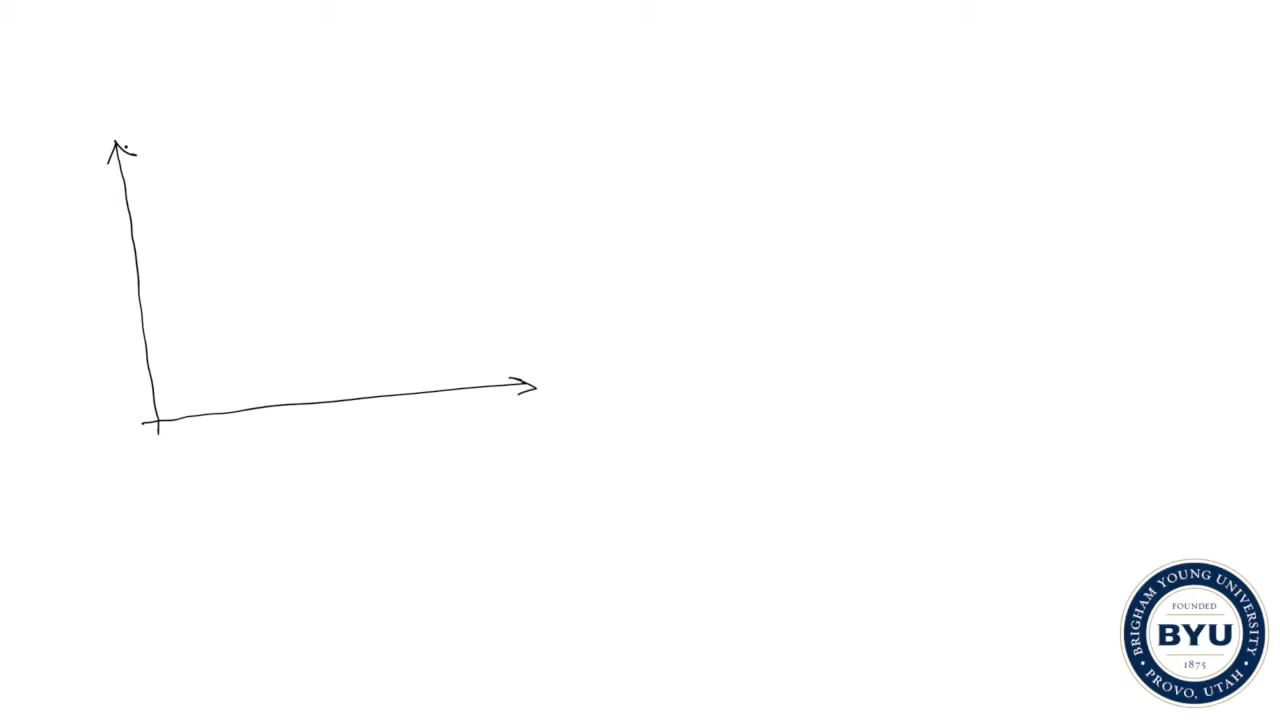 BRIGHAM YOUNG UNIVERSITY
FOUNDED
BYU
1875
• PROVO, UTAH •